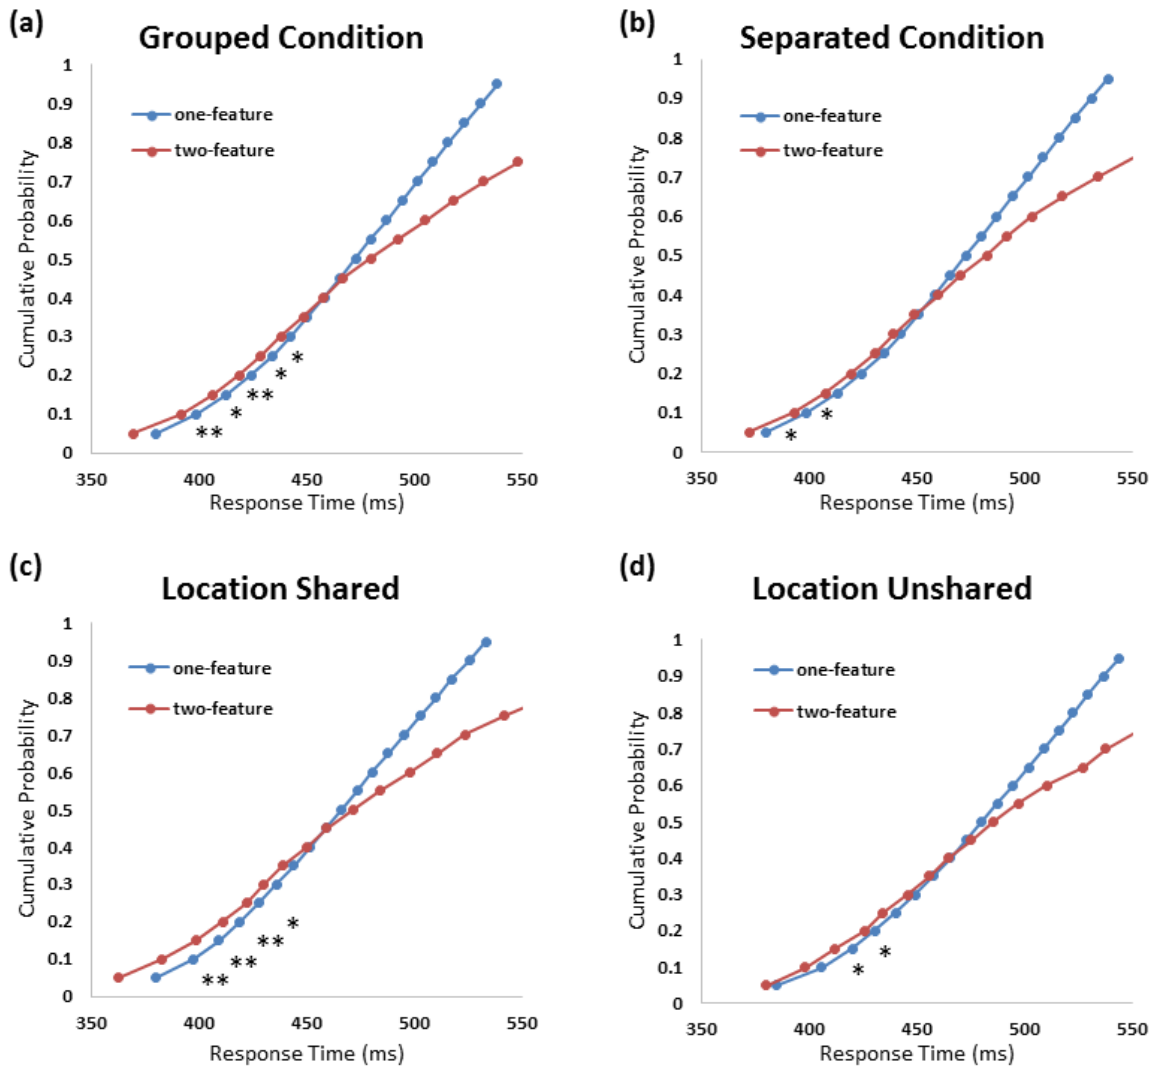 (a)
Grouped Condition
1
0.9
0.8
0.7
0.6
0.5
0.4
0.3
0.2
0.1
0
Cumulative Probability
one-feature
two-feature
*
*
**
*
**
350 400 450 500 550
Response Time (ms)
(b)
Separated Condition
1
0.9
0.8
0.7
0.6
0.5
0.4
0.3
0.2
0.1
0
Cumulative Probability
one-feature
two-feature
*
*
350 400 450 500 550
Response Time (ms)
(c)
Location Shared
1
0.9
0.8
0.7
0.6
0.5
0.4
0.3
0.2
0.1
0
Cumulative Probability
one-feature
two-feature
*
**
**
**
350 400 450 500 550
Response Time (ms)
(d)
Location Unshared
1
0.9
0.8
0.7
0.6
0.5
0.4
0.3
0.2
0.1
0
Cumulative Probability
one-feature
two-feature
*
*
350 400 450 500 550
Response Time (ms)